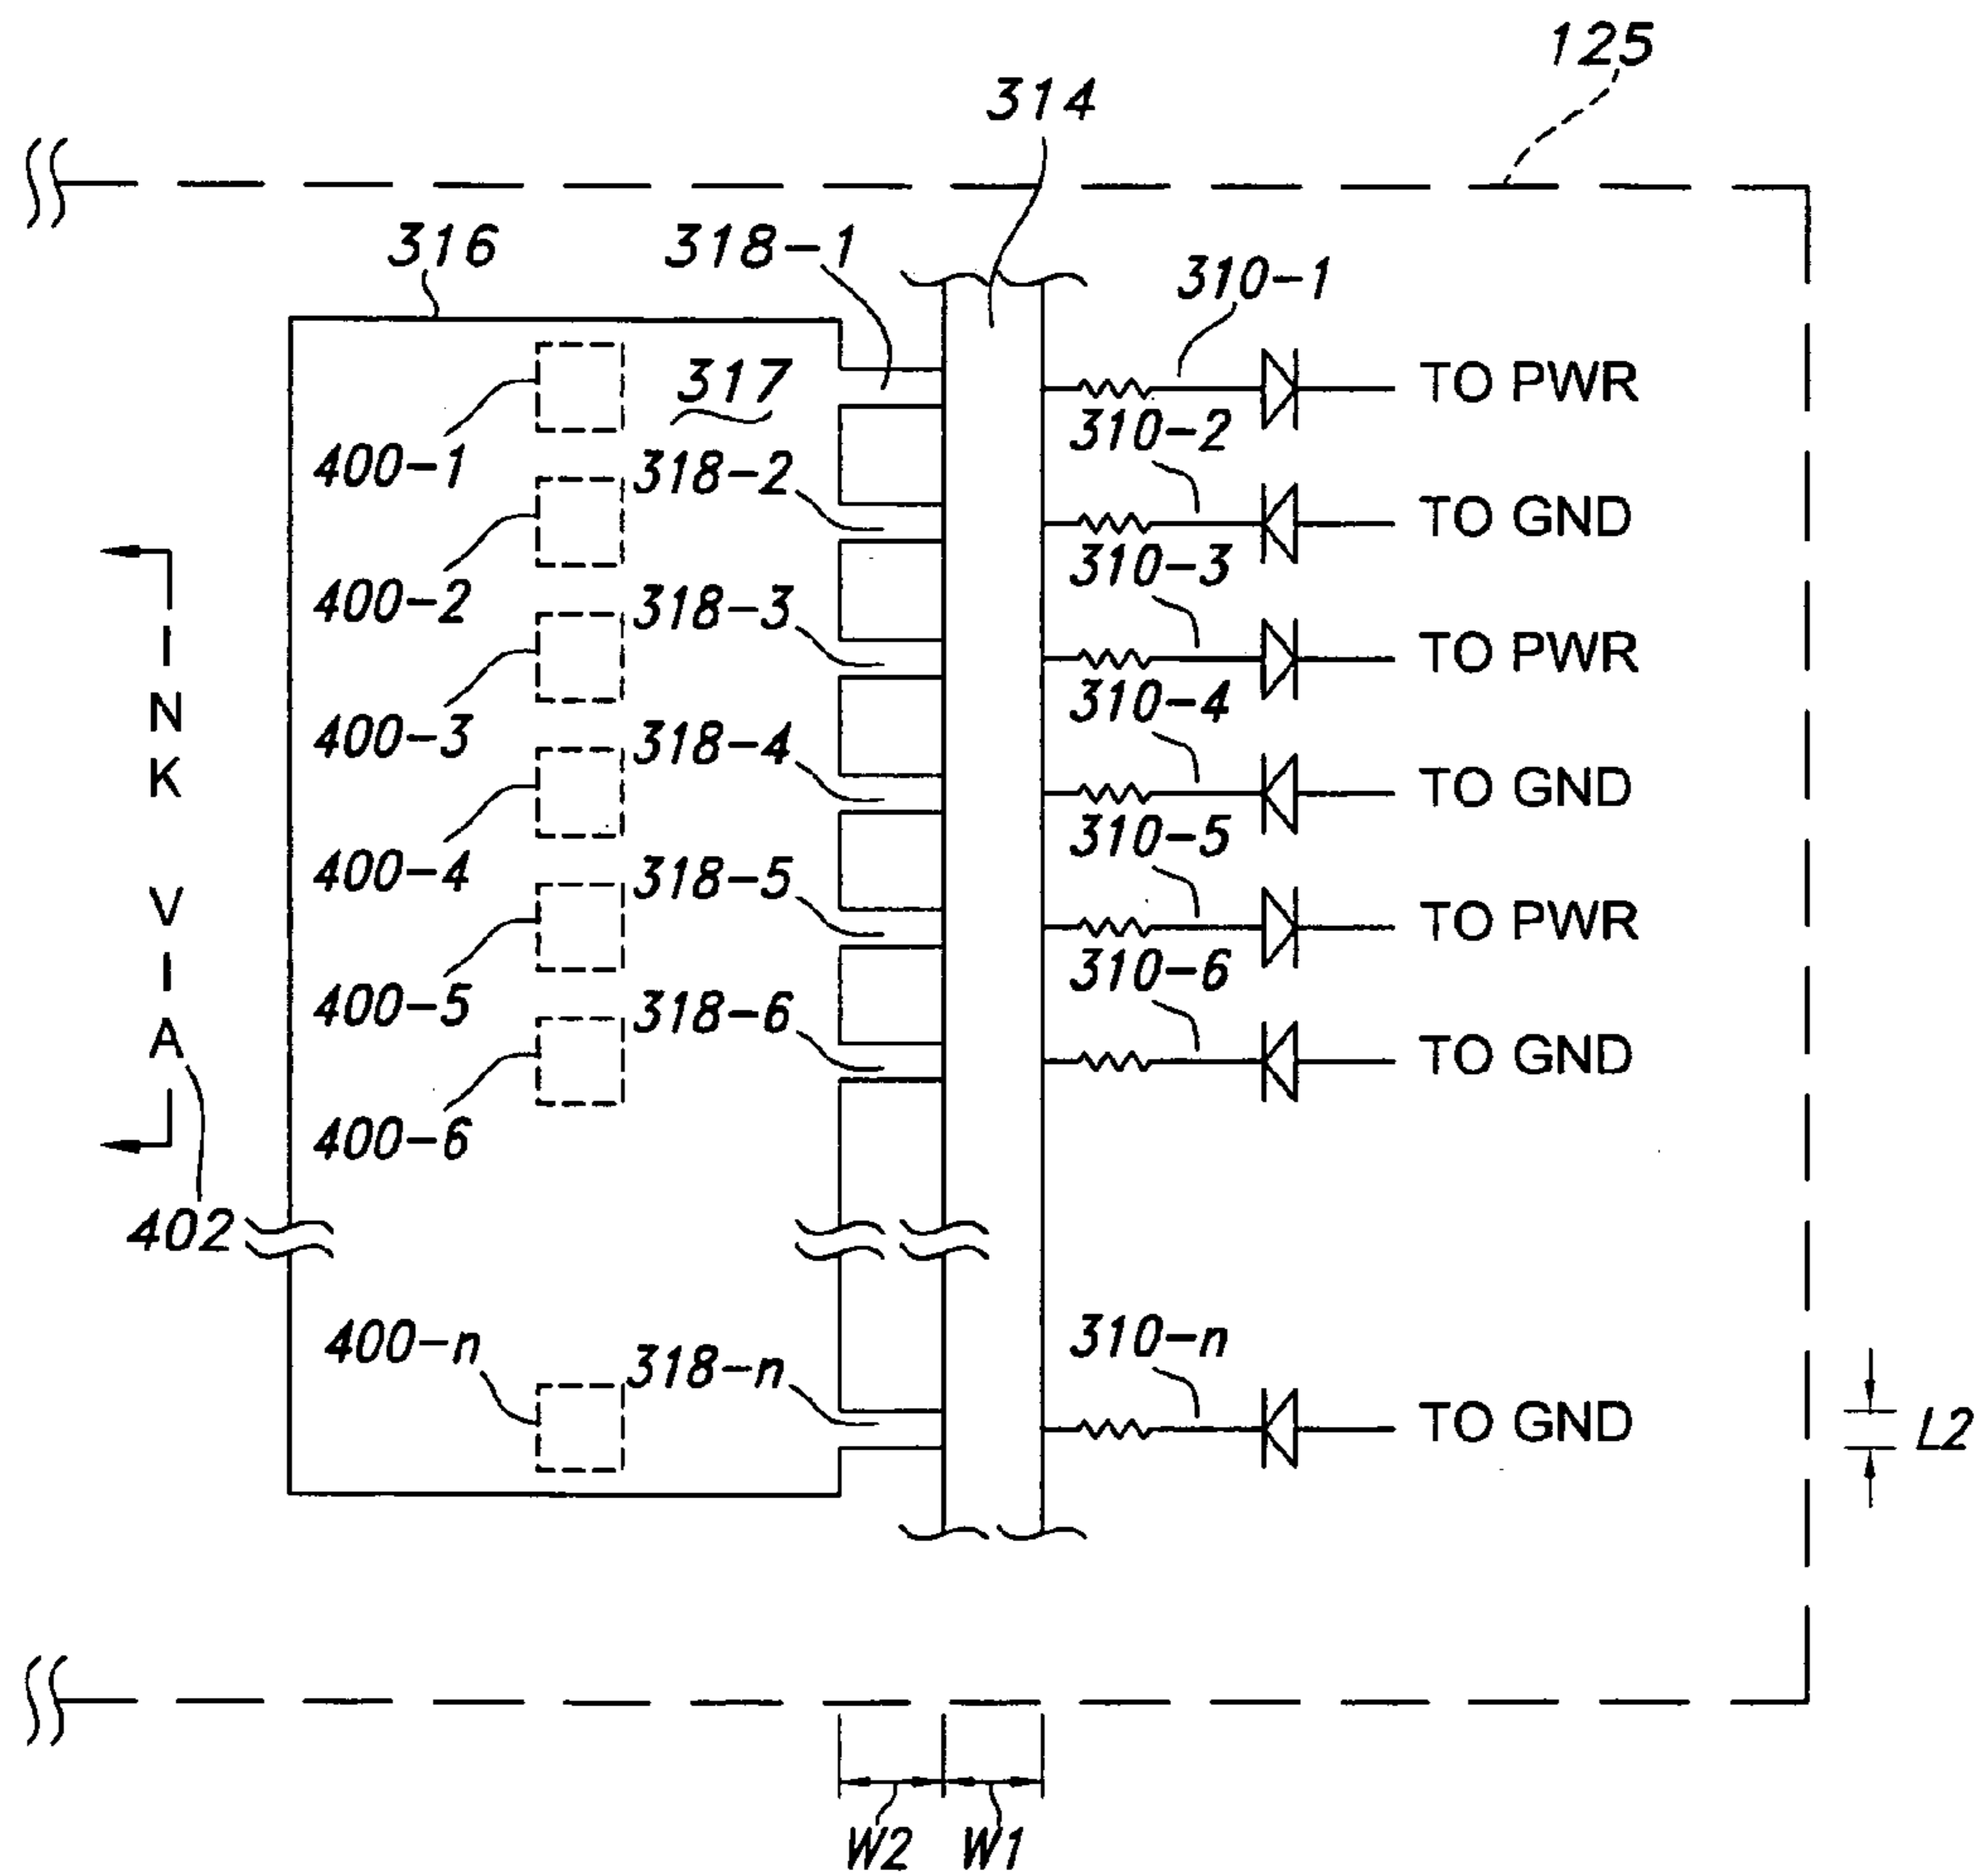 125
314
316
318-1
310-1
TO PWR
317
400-1
318-2
310-2
TO GND
400-2
318-3
310-3
TO PWR
400-3
318-4
310-4
TO GND
400-4
318-5
310-5
TO PWR
400-5
318-6
310-6
TO GND
400-6
INK VIA
402
400-n
318-n
310-n
TO GND
L2
W2
W1